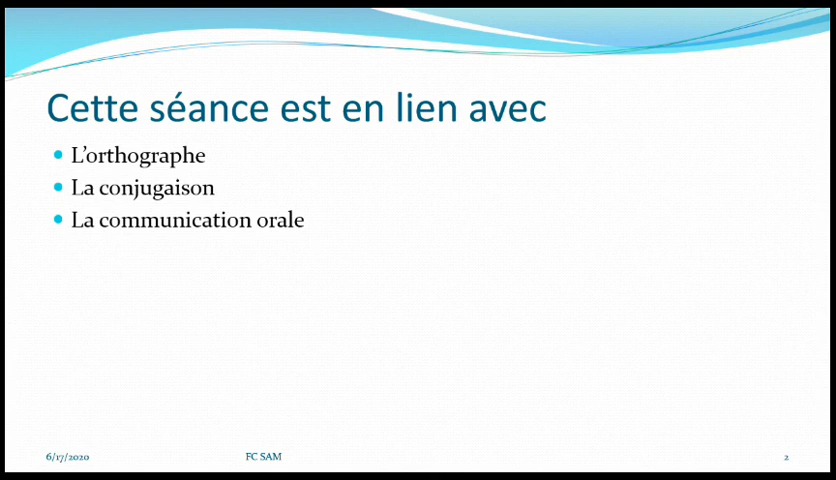 Cette séance est en lien avec
L'orthographe
La conjugaison
La communication orale
6/17/2020 FC SAM 2